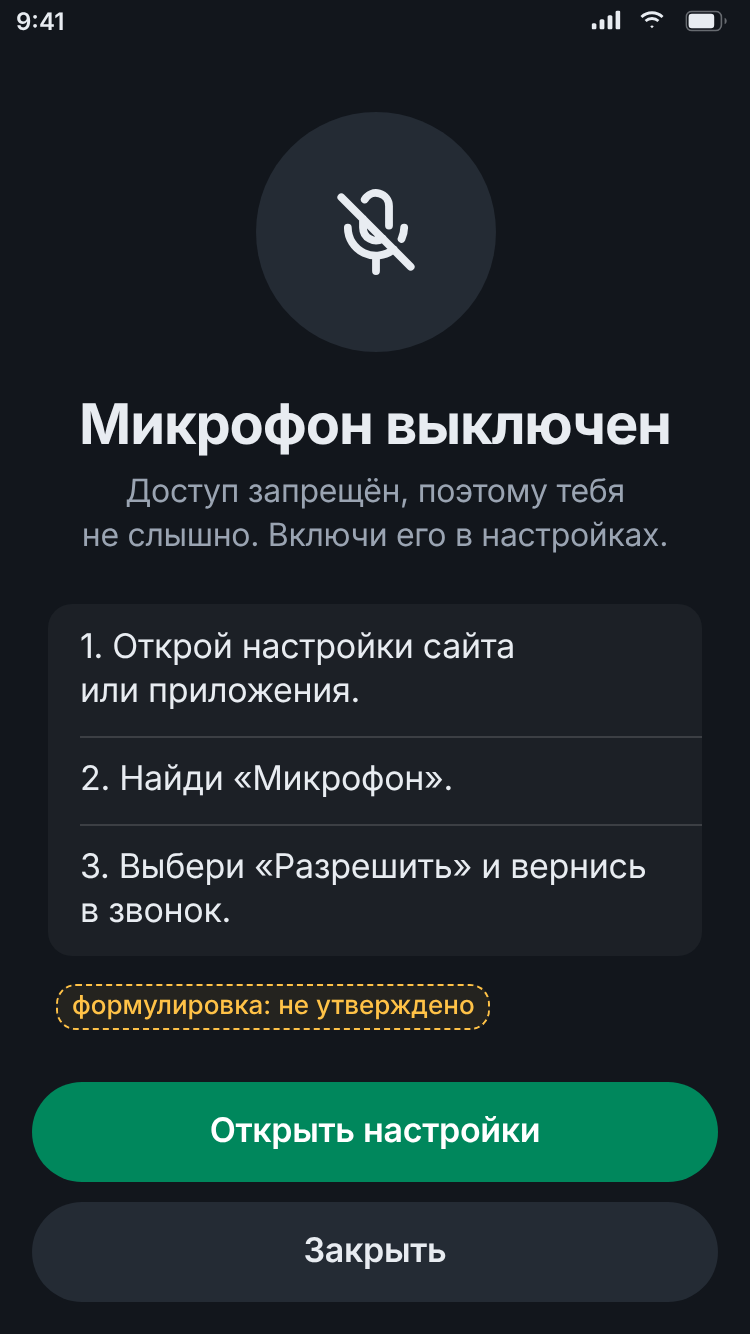 9:41
Микрофон выключен
Доступ запрещён, поэтому тебя
не слышно. Включи его в настройках.
1. Открой настройки сайта
или приложения.
2. Найди «Микрофон».
3. Выбери «Разрешить» и вернись
в звонок.
формулировка: не утверждено
Открыть настройки
Закрыть